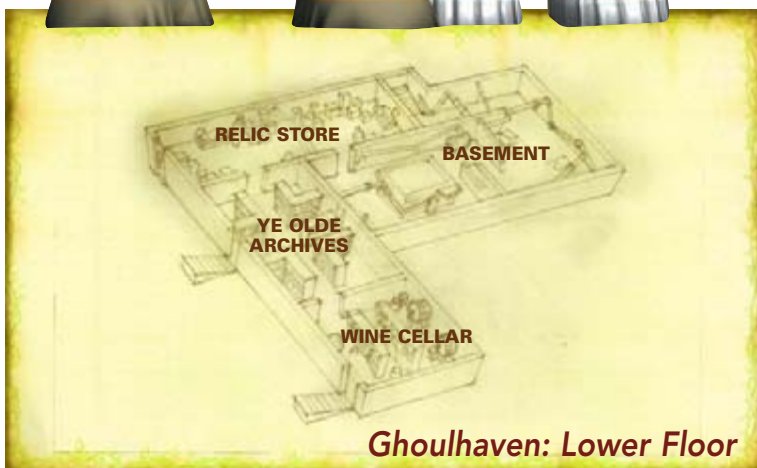 RELIC STORE
BASEMENT
YE OLDE
ARCHIVES
WINE CELLAR
Ghoulhaven: Lower Floor